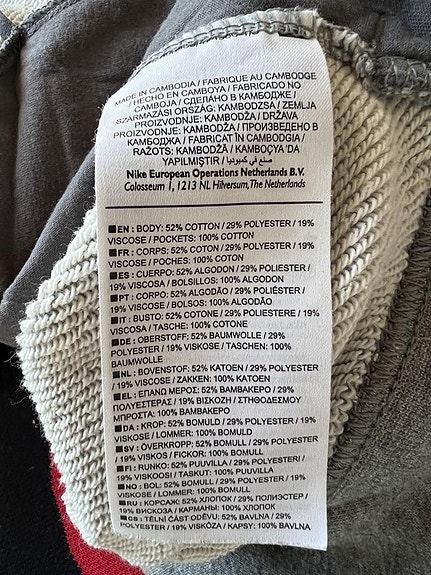 MADE IN CAMBODIA / FABRIQUE AU CAMBODGE
/ HECHO EN CAMBOYA / FABRICADO NO
CAMBOJA / СДЕЛАНО В КАМБОДЖЕ /
SZÁRMAZÁSI ORSZÁG: KAMBODZSA / ZEMLJA
PROIZVODNJE: KAMBODŽA / DRŽAVA
PROIZVODNJE: KAMBODŽA / ПРОИЗВЕДЕНО В
КАМБОДЖА / FABRICAT ÎN CAMBODGIA /
RAŽOTS: KAMBODŽĀ / KAMBOÇYA 'DA
YAPILMIŞTIR / صنع في كمبوديا
Nike European Operations Netherlands B.V.
Colosseum 1, 1213 NL Hilversum, The Netherlands
■EN : BODY: 52% COTTON / 29% POLYESTER / 19%
VISCOSE / POCKETS: 100% COTTON
■FR : CORPS: 52% COTON / 29% POLYESTER / 19%
VISCOSE / POCHES: 100% COTON
■ES : CUERPO: 52% ALGODON / 29% POLIESTER /
19% VISCOSA / BOLSILLOS: 100% ALGODON
■PT : CORPO: 52% ALGODÃO / 29% POLIÉSTER /
19% VISCOSE / BOLSOS: 100% ALGODÃO
■IT : BUSTO: 52% COTONE / 29% POLIESTERE / 19%
VISCOSA / TASCHE: 100% COTONE
■DE : OBERSTOFF: 52% BAUMWOLLE / 29%
POLYESTER / 19% VISKOSE / TASCHEN: 100%
BAUMWOLLE
■NL : BOVENSTOF: 52% KATOEN / 29% POLYESTER
/ 19% VISCOSE / ZAKKEN: 100% KATOEN
■EL : ΕΠΑΝΩ ΜΕΡΟΣ: 52% ΒΑΜΒΑΚΕΡΟ / 29%
ΠΟΛΥΕΣΤΕΡΑΣ / 19% ΒΙΣΚΟΖΗ / ΣΤΗΘΟΔΕΣΜΟΥ
ΜΠΡΟΣΤΑ: 100% ΒΑΜΒΑΚΕΡΟ
■DA : KROP: 52% BOMULD / 29% POLYESTER / 19%
VISKOSE / LOMMER: 100% BOMULD
■SV : ÖVERKROPP: 52% BOMULL / 29% POLYESTER
/ 19% VISKOS / FICKOR: 100% BOMULL
■FI : RUNKO: 52% PUUVILLA / 29% POLYESTERI /
19% VISKOOSI / TASKUT: 100% PUUVILLA
■NO : BOL: 52% BOMULL / 29% POLYESTER / 19%
VISKOSE / LOMMER: 100% BOMULL
■RU : КОРСАЖ: 52% ХЛОПОК / 29% ПОЛИЭСТЕР /
19% ВИСКОЗА / КАРМАНЫ: 100% ХЛОПОК
■CS : TĚLNÍ ČÁST ODĚVU: 52% BAVLNA / 29%
POLYESTER / 19% VISKÓZA / KAPSY: 100% BAVLNA